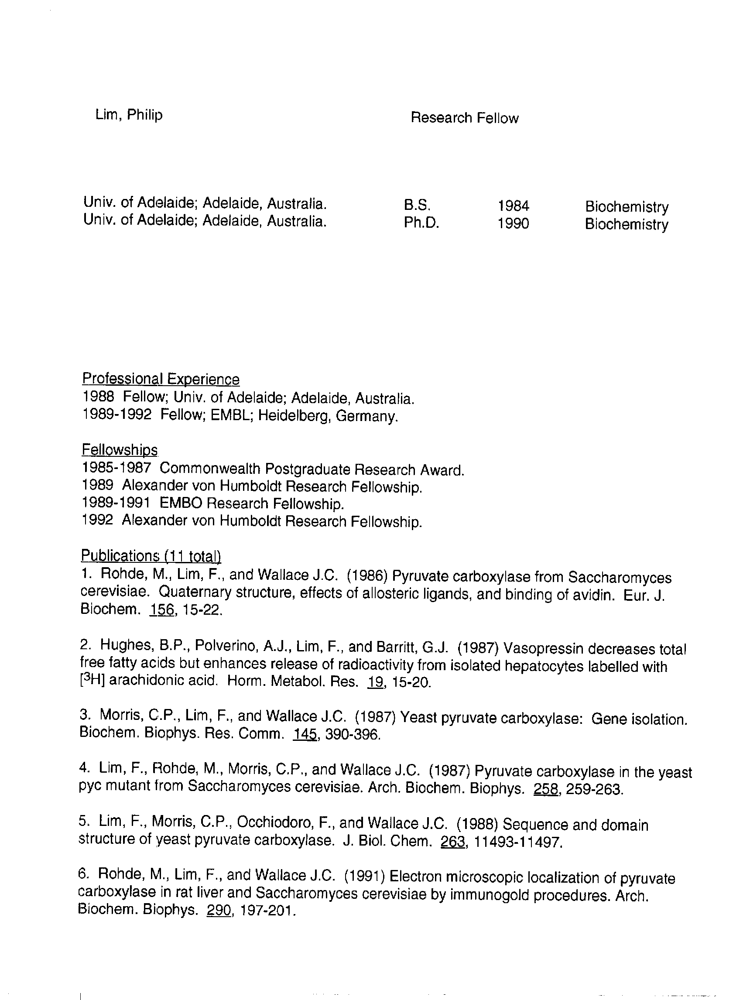 Lim, Philip Research Fellow
Univ. of Adelaide; Adelaide, Australia. B.S. 1984 Biochemistry
Univ. of Adelaide; Adelaide, Australia. Ph.D. 1990 Biochemistry
Professional Experience
1988 Fellow; Univ. of Adelaide; Adelaide, Australia.
1989-1992 Fellow; EMBL; Heidelberg, Germany.
Fellowships
1985-1987 Commonwealth Postgraduate Research Award.
1989 Alexander von Humboldt Research Fellowship.
1989-1991 EMBO Research Fellowship.
1992 Alexander von Humboldt Research Fellowship.
Publications (11 total)
1. Rohde, M., Lim, F., and Wallace J.C. (1986) Pyruvate carboxylase from Saccharomyces
cerevisiae. Quaternary structure, effects of allosteric ligands, and binding of avidin. Eur. J.
Biochem. 156, 15-22.
2. Hughes, B.P., Polverino, A.J., Lim, F., and Barritt, G.J. (1987) Vasopressin decreases total
free fatty acids but enhances release of radioactivity from isolated hepatocytes labelled with
[³H] arachidonic acid. Horm. Metabol. Res. 19, 15-20.
3. Morris, C.P., Lim, F., and Wallace J.C. (1987) Yeast pyruvate carboxylase: Gene isolation.
Biochem. Biophys. Res. Comm. 145, 390-396.
4. Lim, F., Rohde, M., Morris, C.P., and Wallace J.C. (1987) Pyruvate carboxylase in the yeast
pyc mutant from Saccharomyces cerevisiae. Arch. Biochem. Biophys. 258, 259-263.
5. Lim, F., Morris, C.P., Occhiodoro, F., and Wallace J.C. (1988) Sequence and domain
structure of yeast pyruvate carboxylase. J. Biol. Chem. 263, 11493-11497.
6. Rohde, M., Lim, F., and Wallace J.C. (1991) Electron microscopic localization of pyruvate
carboxylase in rat liver and Saccharomyces cerevisiae by immunogold procedures. Arch.
Biochem. Biophys. 290, 197-201.